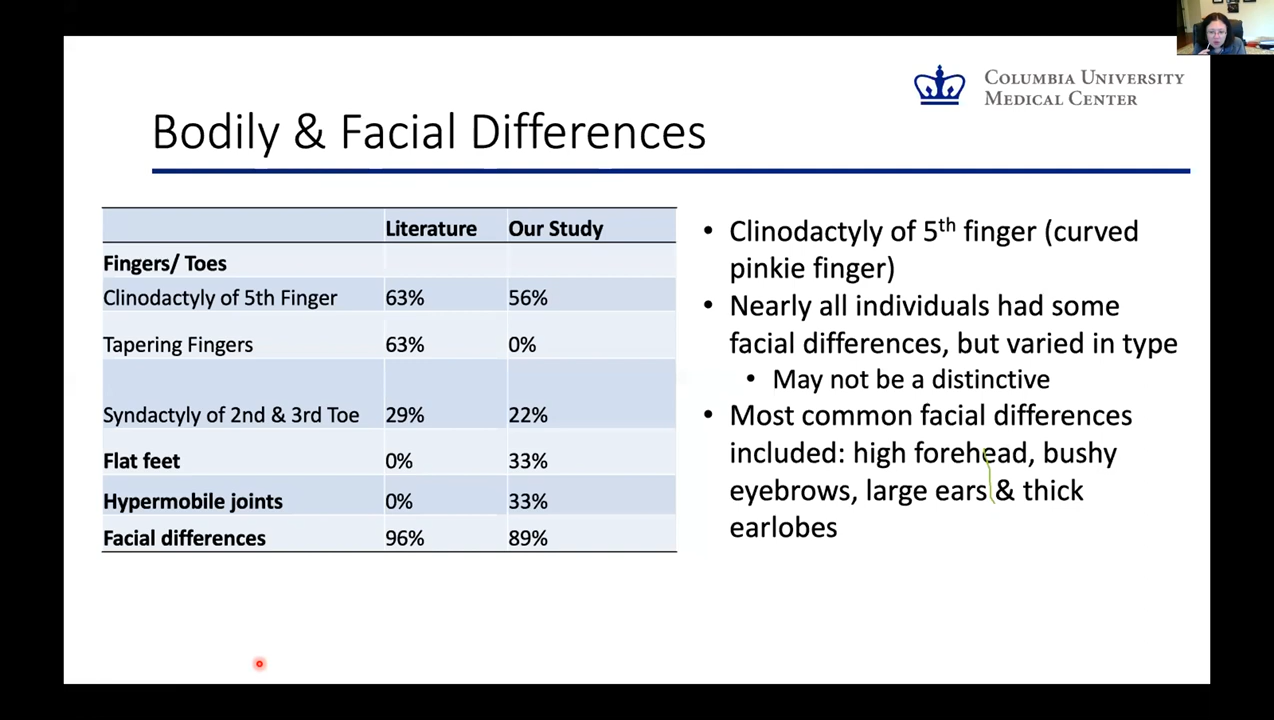 COLUMBIA UNIVERSITY
MEDICAL CENTER
Bodily & Facial Differences
Literature Our Study
Fingers/ Toes
Clinodactyly of 5th Finger 63% 56%
Tapering Fingers 63% 0%
Syndactyly of 2nd & 3rd Toe 29% 22%
Flat feet 0% 33%
Hypermobile joints 0% 33%
Facial differences 96% 89%
• Clinodactyly of 5th finger (curved
pinkie finger)
• Nearly all individuals had some
facial differences, but varied in type
• May not be a distinctive
• Most common facial differences
included: high forehead, bushy
eyebrows, large ears & thick
earlobes